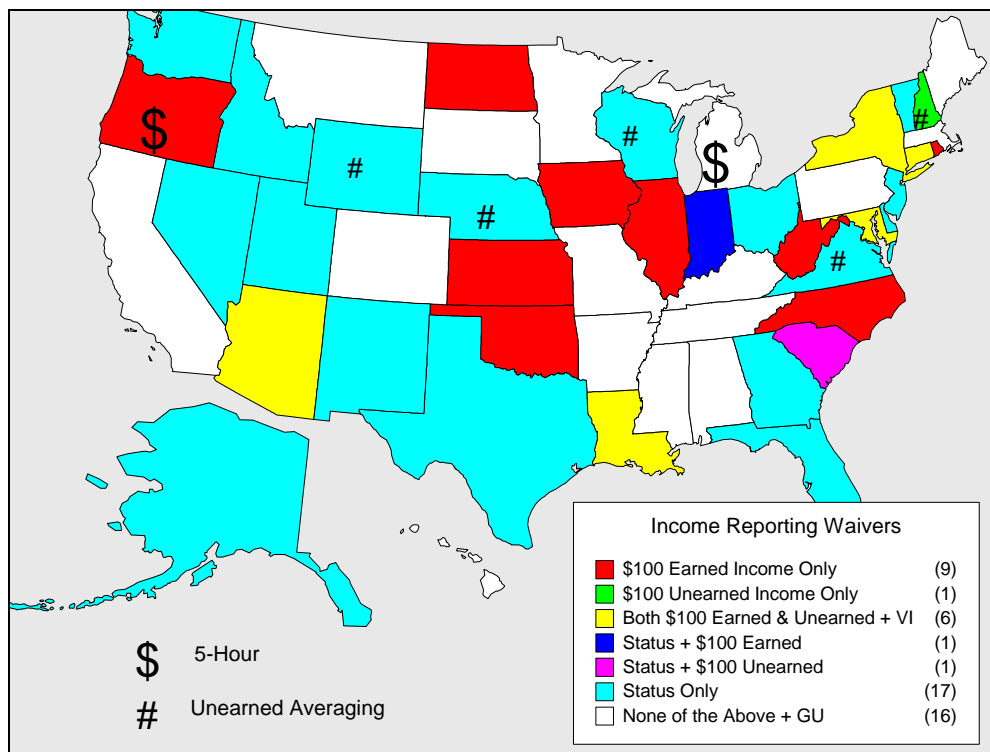 $
$
#
#
#
#
#
Income Reporting Waivers
$100 Earned Income Only (9)
$100 Unearned Income Only (1)
Both $100 Earned & Unearned + VI (6)
Status + $100 Earned (1)
Status + $100 Unearned (1)
Status Only (17)
None of the Above + GU (16)
$ 5-Hour
# Unearned Averaging